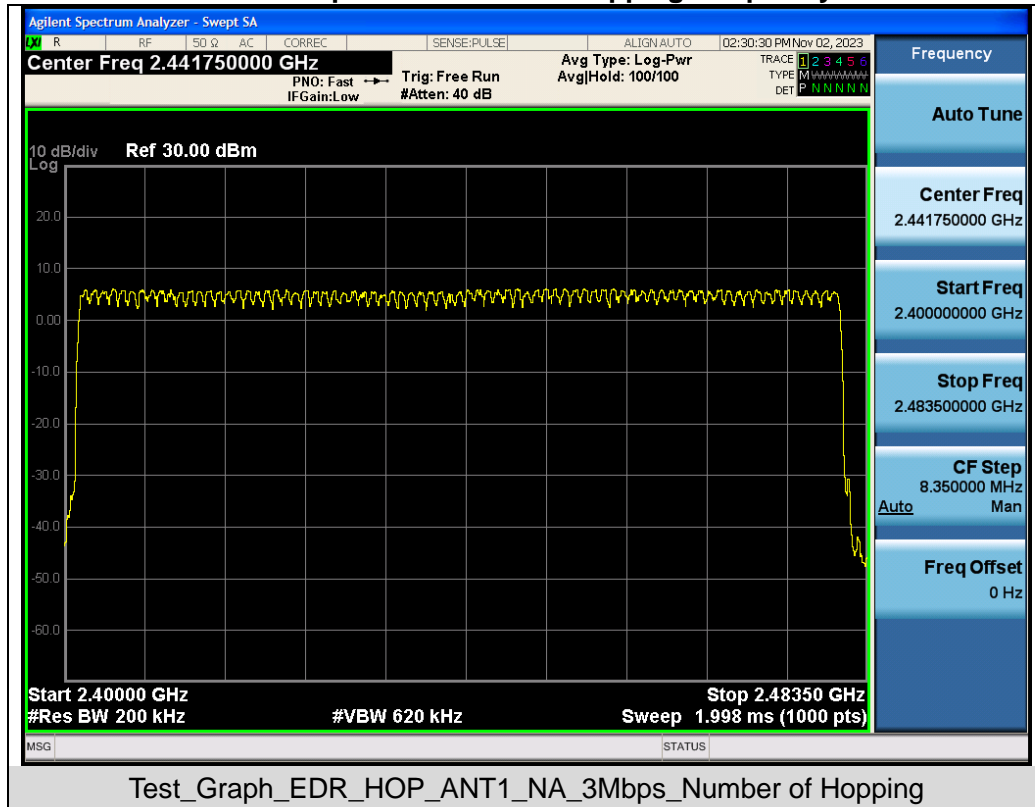 Agilent Spectrum Analyzer - Swept SA
LXI R RF 50 Ω AC CORREC SENSE:PULSE ALIGN AUTO 02:30:30 PM Nov 02, 2023
Center Freq 2.441750000 GHz
PNO: Fast
IFGain:Low
Trig: Free Run
#Atten: 40 dB
Avg Type: Log-Pwr
Avg|Hold: 100/100
TRACE 1 2 3 4 5 6
TYPE M
DET P N N N N N
10 dB/div Ref 30.00 dBm
Log
20.0
10.0
0.00
-10.0
-20.0
-30.0
-40.0
-50.0
-60.0
Start 2.40000 GHz Stop 2.48350 GHz
#Res BW 200 kHz #VBW 620 kHz Sweep 1.998 ms (1000 pts)
MSG STATUS
Frequency
Auto Tune
Center Freq
2.441750000 GHz
Start Freq
2.400000000 GHz
Stop Freq
2.483500000 GHz
CF Step
8.350000 MHz
Auto Man
Freq Offset
0 Hz
Test_Graph_EDR_HOP_ANT1_NA_3Mbps_Number of Hopping